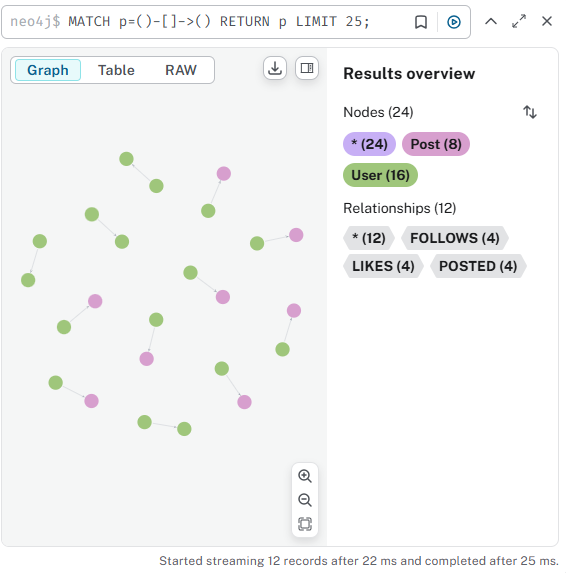 neo4j$ MATCH p=()-[]->() RETURN p LIMIT 25;
Graph Table RAW
Results overview
Nodes (24)
* (24) Post (8)
User (16)
Relationships (12)
* (12) FOLLOWS (4)
LIKES (4) POSTED (4)
Started streaming 12 records after 22 ms and completed after 25 ms.